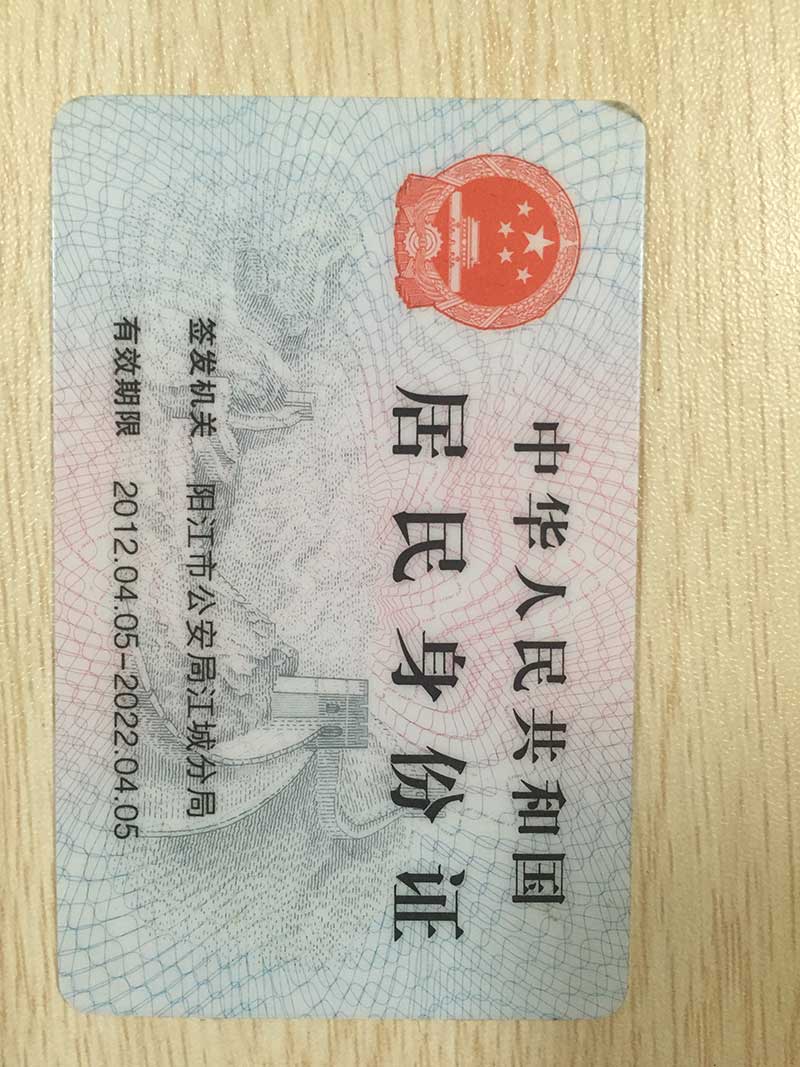 中华人民共和国
居民身份证
签发机关 阳江市公安局江城分局
有效期限 2012.04.05-2022.04.05